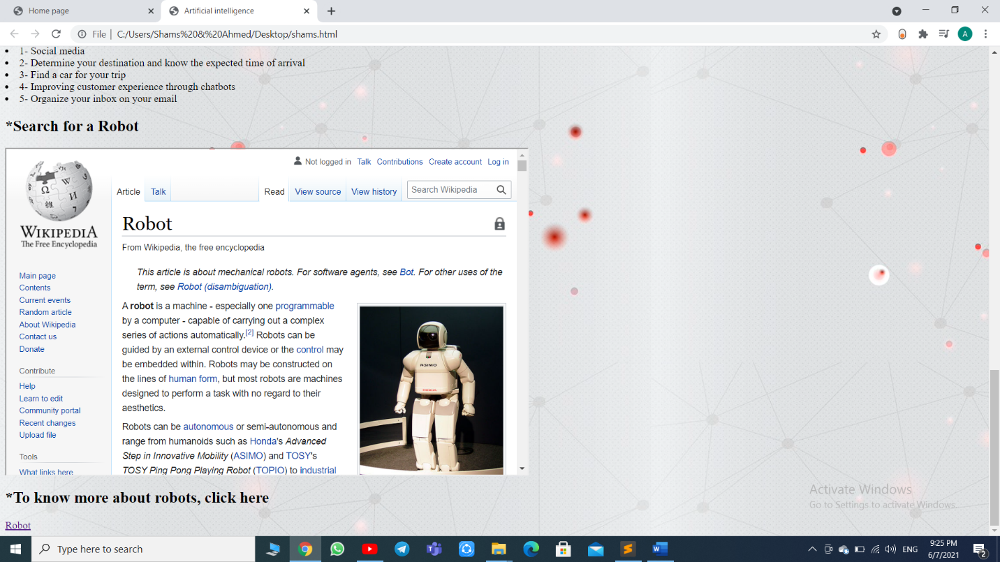 Home page
Artificial intelligence
File | C:/Users/Shams%20&%20Ahmed/Desktop/shams.html
A
• 1- Social media
• 2- Determine your destination and know the expected time of arrival
• 3- Find a car for your trip
• 4- Improving customer experience through chatbots
• 5- Organize your inbox on your email
*Search for a Robot
Not logged in Talk Contributions Create account Log in
Article Talk Read View source View history Search Wikipedia
WIKIPEDIA
The Free Encyclopedia
Main page
Contents
Current events
Random article
About Wikipedia
Contact us
Donate
Contribute
Help
Learn to edit
Community portal
Recent changes
Upload file
Tools
What links here
Robot
From Wikipedia, the free encyclopedia
This article is about mechanical robots. For software agents, see Bot. For other uses of the
term, see Robot (disambiguation).
A robot is a machine - especially one programmable
by a computer - capable of carrying out a complex
series of actions automatically.[2] Robots can be
guided by an external control device or the control may
be embedded within. Robots may be constructed on
the lines of human form, but most robots are machines
designed to perform a task with no regard to their
aesthetics.
Robots can be autonomous or semi-autonomous and
range from humanoids such as Honda's Advanced
Step in Innovative Mobility (ASIMO) and TOSY's
TOSY Ping Pong Playing Robot (TOPIO) to industrial
ASIMO
HONDA
*To know more about robots, click here
Robot
Activate Windows
Go to Settings to activate Windows.
Type here to search
ENG
9:25 PM
6/7/2021
2